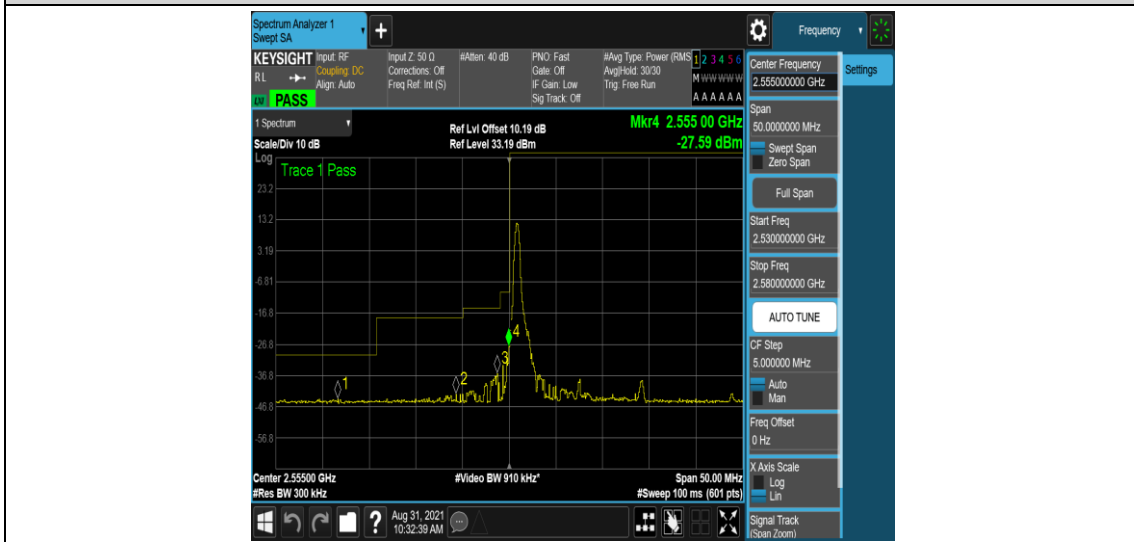 Spectrum Analyzer 1
Swept SA
+
Frequency
KEYSIGHT
RL
PASS
Input: RF
Coupling: DC
Align: Auto
Input Z: 50 Ω
Corrections: Off
Freq Ref: Int (S)
#Atten: 40 dB
PNO: Fast
Gate: Off
IF Gain: Low
Sig Track: Off
#Avg Type: Power (RMS
Avg|Hold: 30/30
Trig: Free Run
1 2 3 4 5 6
M W W W W W
A A A A A A
1 Spectrum
Scale/Div 10 dB
Ref Lvl Offset 10.19 dB
Ref Level 33.19 dBm
Mkr4 2.555 00 GHz
-27.59 dBm
Log
Trace 1 Pass
23.2
13.2
3.19
-6.81
-16.8
-26.8
-36.8
-46.8
-56.8
1
2
3
4
Center 2.55500 GHz
#Res BW 300 kHz
#Video BW 910 kHz*
Span 50.00 MHz
#Sweep 100 ms (601 pts)
Center Frequency
2.555000000 GHz
Settings
Span
50.0000000 MHz
Swept Span
Zero Span
Full Span
Start Freq
2.530000000 GHz
Stop Freq
2.580000000 GHz
AUTO TUNE
CF Step
5.000000 MHz
Auto
Man
Freq Offset
0 Hz
X Axis Scale
Log
Lin
Signal Track
(Span Zoom)
?
Aug 31, 2021
10:32:39 AM